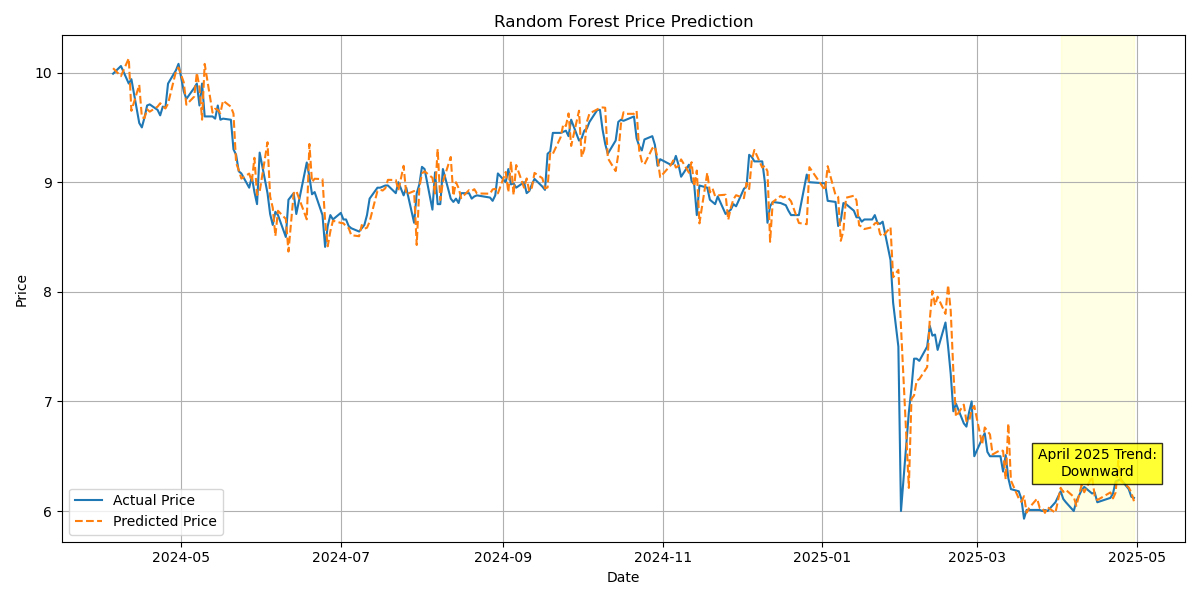 Random Forest Price Prediction
Price
10
9
8
7
6
April 2025 Trend:
Downward
Actual Price
Predicted Price
2024-05
2024-07
2024-09
2024-11
2025-01
2025-03
2025-05
Date